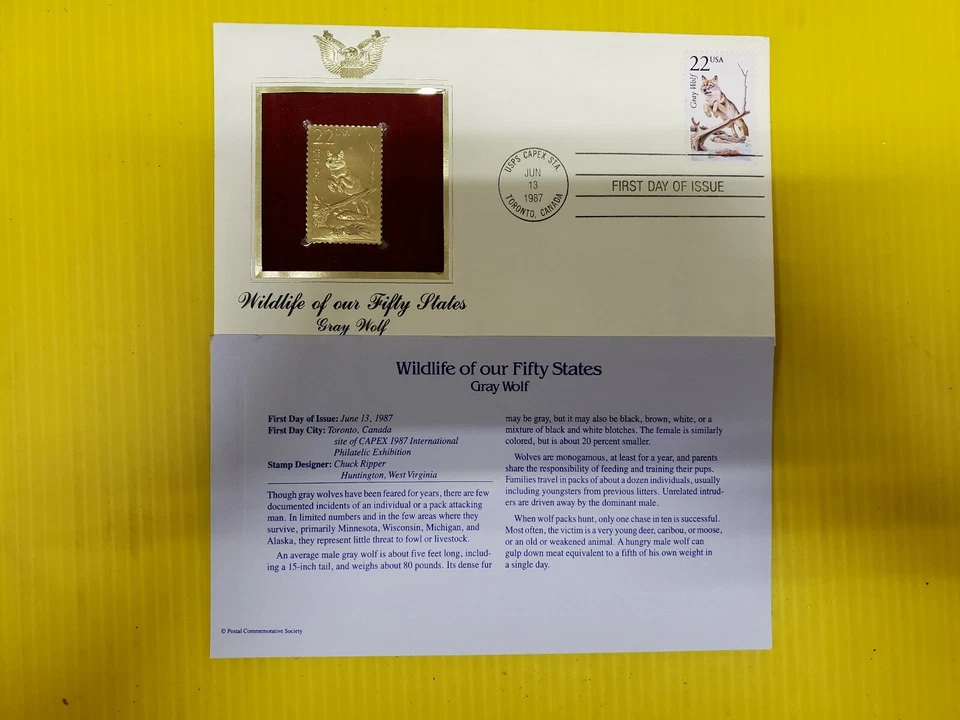 22 USA
Gray Wolf
22 USA
USPS CAPEX STA.
JUN
13
1987
TORONTO, CANADA
FIRST DAY OF ISSUE
Wildlife of our Fifty States
Gray Wolf
Wildlife of our Fifty States
Gray Wolf
First Day of Issue: June 13, 1987
First Day City: Toronto, Canada
site of CAPEX 1987 International
Philatelic Exhibition
Stamp Designer: Chuck Ripper
Huntington, West Virginia
Though gray wolves have been feared for years, there are few
documented incidents of an individual or a pack attacking
man. In limited numbers and in the few areas where they
survive, primarily Minnesota, Wisconsin, Michigan, and
Alaska, they represent little threat to fowl or livestock.
An average male gray wolf is about five feet long, includ-
ing a 15-inch tail, and weighs about 80 pounds. Its dense fur
may be gray, but it may also be black, brown, white, or a
mixture of black and white blotches. The female is similarly
colored, but is about 20 percent smaller.
Wolves are monogamous, at least for a year, and parents
share the responsibility of feeding and training their pups.
Families travel in packs of about a dozen individuals, usually
including youngsters from previous litters. Unrelated intrud-
ers are driven away by the dominant male.
When wolf packs hunt, only one chase in ten is successful.
Most often, the victim is a very young deer, caribou, or moose,
or an old or weakened animal. A hungry male wolf can
gulp down meat equivalent to a fifth of his own weight in
a single day.
© Postal Commemorative Society